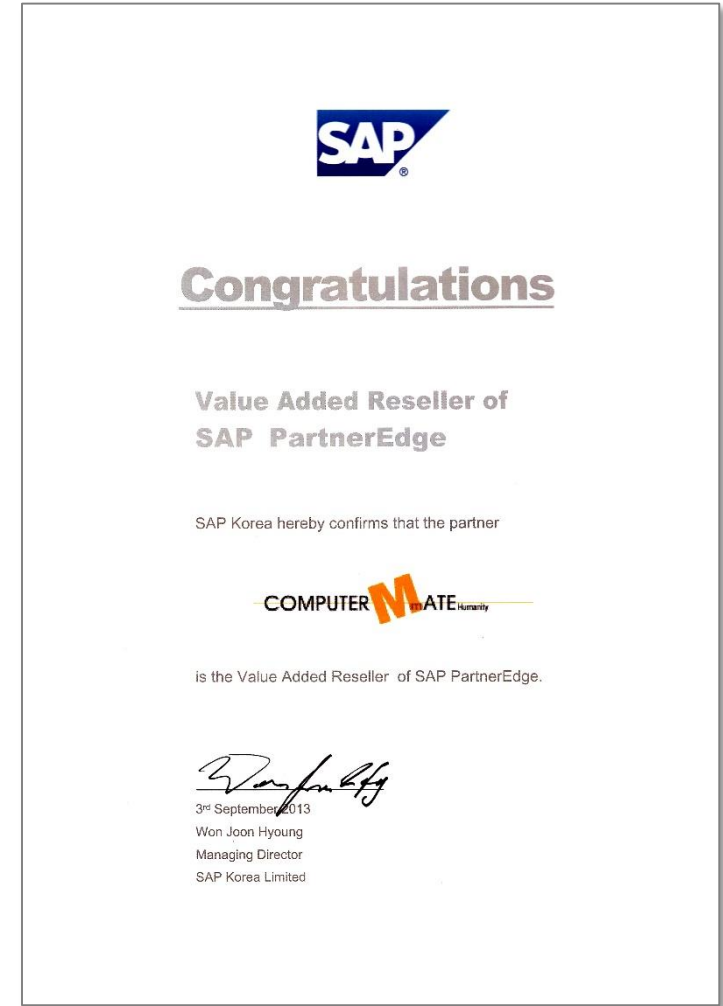 SAP®
Congratulations
Value Added Reseller of
SAP PartnerEdge
SAP Korea hereby confirms that the partner
COMPUTER MATE Humanity
is the Value Added Reseller of SAP PartnerEdge.
3rd September 2013
Won Joon Hyoung
Managing Director
SAP Korea Limited